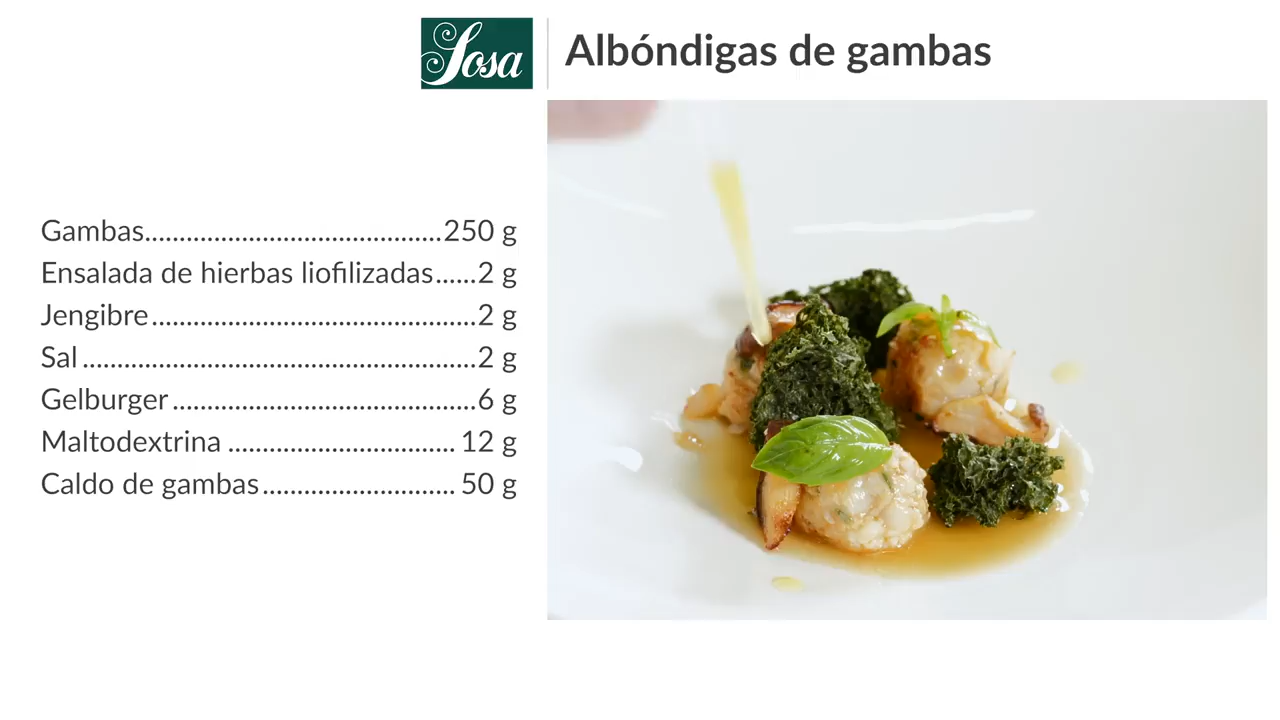 Sosa
Albóndigas de gambas
Gambas.........................................250 g
Ensalada de hierbas liofilizadas......2 g
Jengibre.............................................2 g
Sal ......................................................2 g
Gelburger..........................................6 g
Maltodextrina ............................... 12 g
Caldo de gambas........................... 50 g